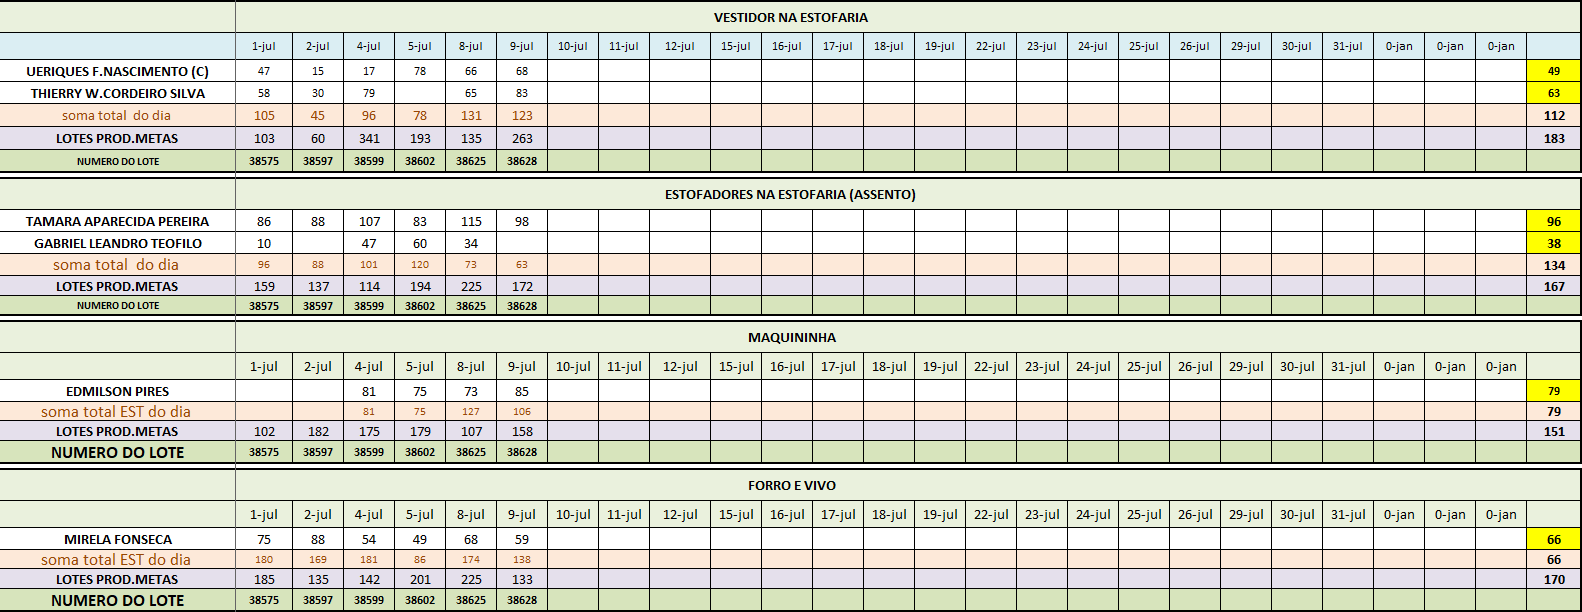 VESTIDOR NA ESTOFARIA
1-jul 2-jul 4-jul 5-jul 8-jul 9-jul 10-jul 11-jul 12-jul 15-jul 16-jul 17-jul 18-jul 19-jul 22-jul 23-jul 24-jul 25-jul 26-jul 29-jul 30-jul 31-jul 0-jan 0-jan 0-jan
UERIQUES F.NASCIMENTO (C) 47 15 17 78 66 68 49
THIERRY W.CORDEIRO SILVA 58 30 79 65 83 63
soma total do dia 105 45 96 78 131 123 112
LOTES PROD.METAS 103 60 341 193 135 263 183
NUMERO DO LOTE 38575 38597 38599 38602 38625 38628
ESTOFADORES NA ESTOFARIA (ASSENTO)
TAMARA APARECIDA PEREIRA 86 88 107 83 115 98 96
GABRIEL LEANDRO TEOFILO 10 47 60 34 38
soma total do dia 96 88 101 120 73 63 134
LOTES PROD.METAS 159 137 114 194 225 172 167
NUMERO DO LOTE 38575 38597 38599 38602 38625 38628
MAQUININHA
1-jul 2-jul 4-jul 5-jul 8-jul 9-jul 10-jul 11-jul 12-jul 15-jul 16-jul 17-jul 18-jul 19-jul 22-jul 23-jul 24-jul 25-jul 26-jul 29-jul 30-jul 31-jul 0-jan 0-jan 0-jan
EDMILSON PIRES 81 75 73 85 79
soma total EST do dia 81 75 127 106 79
LOTES PROD.METAS 102 182 175 179 107 158 151
NUMERO DO LOTE 38575 38597 38599 38602 38625 38628
FORRO E VIVO
1-jul 2-jul 4-jul 5-jul 8-jul 9-jul 10-jul 11-jul 12-jul 15-jul 16-jul 17-jul 18-jul 19-jul 22-jul 23-jul 24-jul 25-jul 26-jul 29-jul 30-jul 31-jul 0-jan 0-jan 0-jan
MIRELA FONSECA 75 88 54 49 68 59 66
soma total EST do dia 180 169 181 86 174 138 66
LOTES PROD.METAS 185 135 142 201 225 133 170
NUMERO DO LOTE 38575 38597 38599 38602 38625 38628